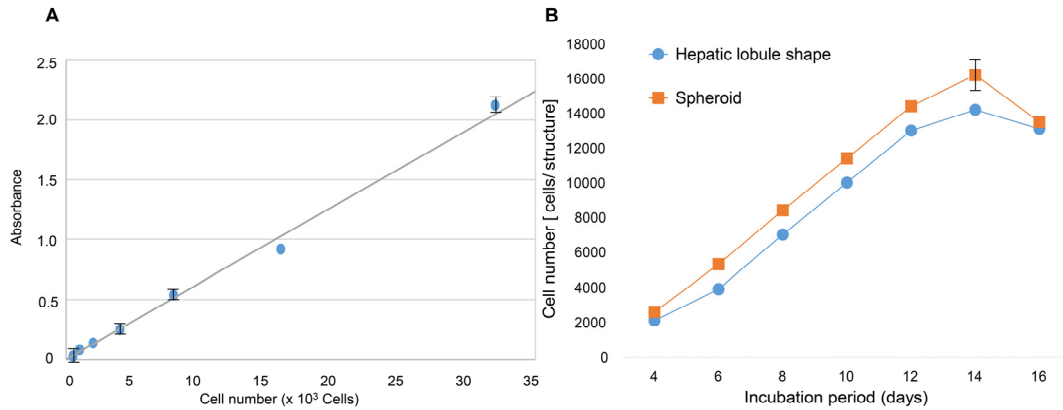 A
2.5
2.0
1.5
1.0
0.5
0
Absorbance
0 5 10 15 20 25 30 35
Cell number (x 10³ Cells)
B
18000
16000
14000
12000
10000
8000
6000
4000
2000
0
Cell number [ cells/ structure]
Hepatic lobule shape
Spheroid
4 6 8 10 12 14 16
Incubation period (days)